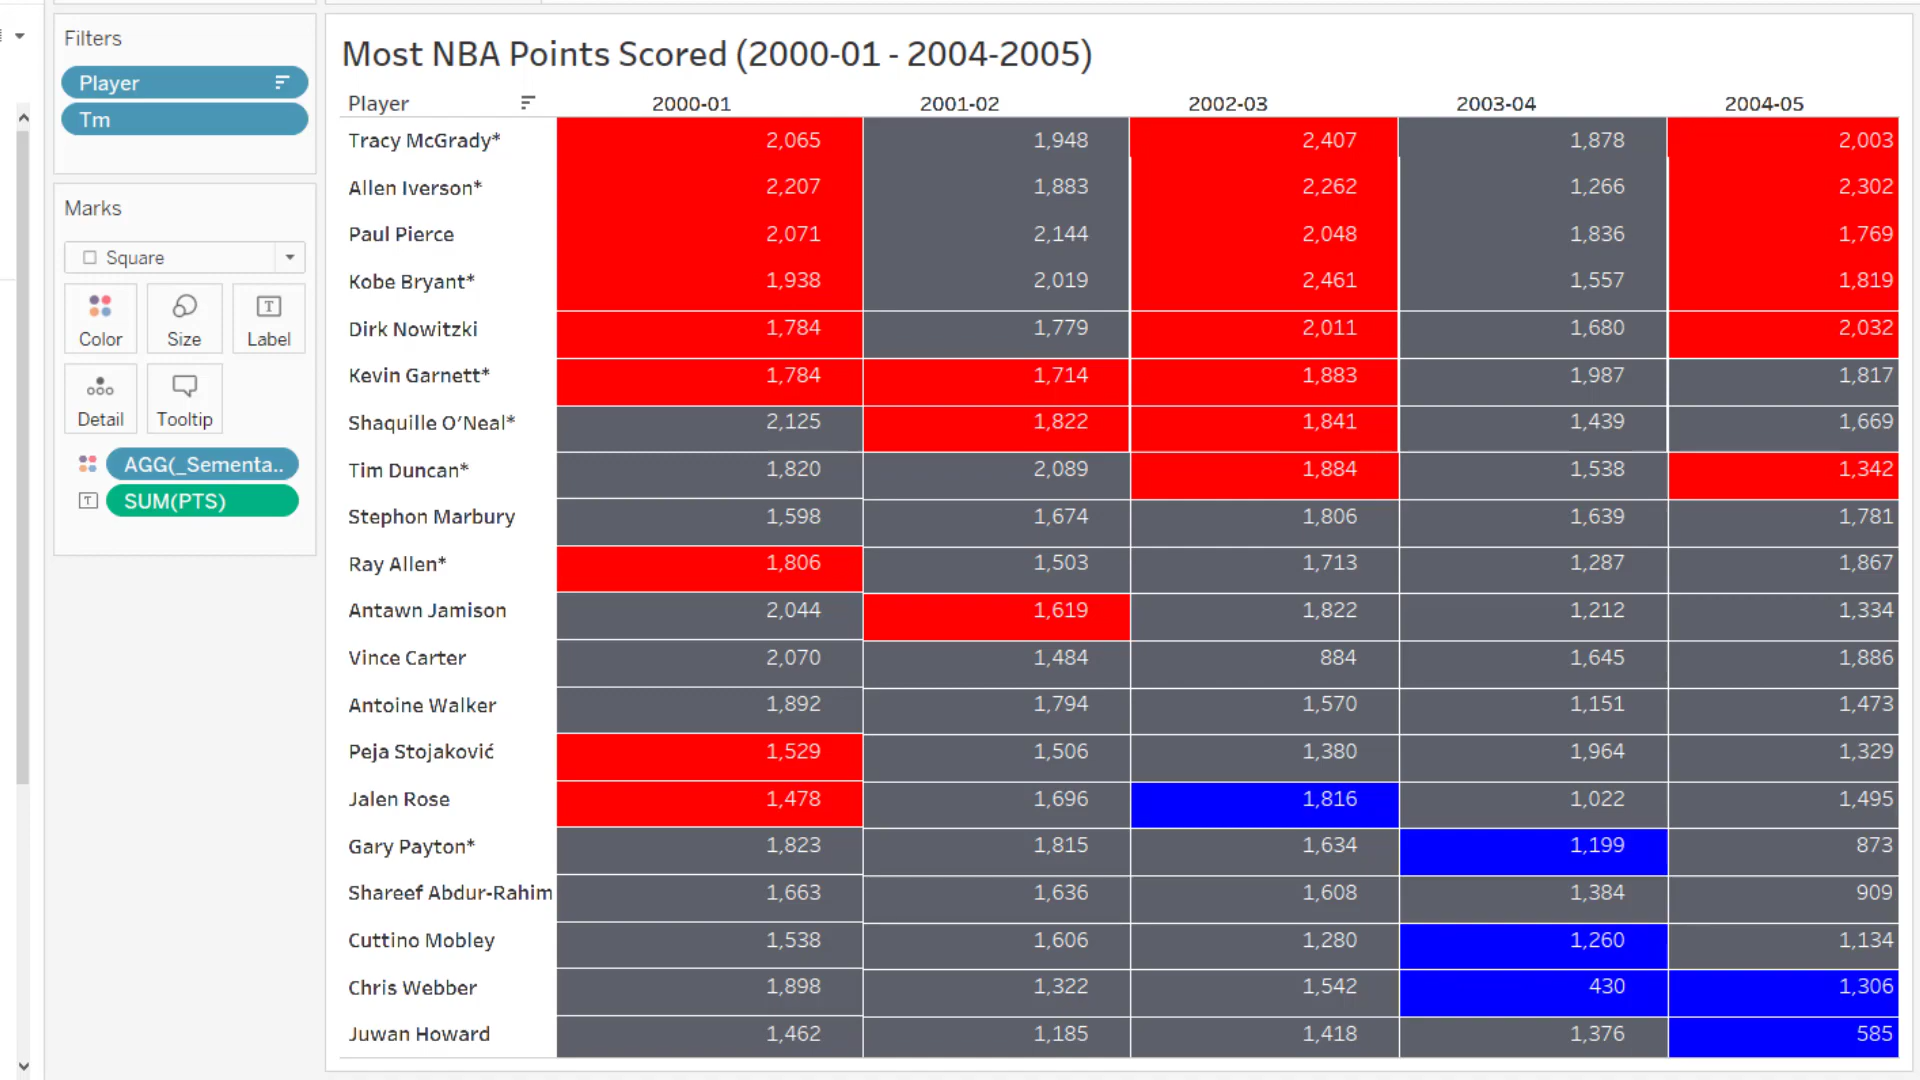 Filters
Player
Tm
Marks
Square
Color Size Label
Detail Tooltip
AGG(_Sementa..
SUM(PTS)
Most NBA Points Scored (2000-01 - 2004-2005)
Player 2000-01 2001-02 2002-03 2003-04 2004-05
Tracy McGrady* 2,065 1,948 2,407 1,878 2,003
Allen Iverson* 2,207 1,883 2,262 1,266 2,302
Paul Pierce 2,071 2,144 2,048 1,836 1,769
Kobe Bryant* 1,938 2,019 2,461 1,557 1,819
Dirk Nowitzki 1,784 1,779 2,011 1,680 2,032
Kevin Garnett* 1,784 1,714 1,883 1,987 1,817
Shaquille O’Neal* 2,125 1,822 1,841 1,439 1,669
Tim Duncan* 1,820 2,089 1,884 1,538 1,342
Stephon Marbury 1,598 1,674 1,806 1,639 1,781
Ray Allen* 1,806 1,503 1,713 1,287 1,867
Antawn Jamison 2,044 1,619 1,822 1,212 1,334
Vince Carter 2,070 1,484 884 1,645 1,886
Antoine Walker 1,892 1,794 1,570 1,151 1,473
Peja Stojaković 1,529 1,506 1,380 1,964 1,329
Jalen Rose 1,478 1,696 1,816 1,022 1,495
Gary Payton* 1,823 1,815 1,634 1,199 873
Shareef Abdur-Rahim 1,663 1,636 1,608 1,384 909
Cuttino Mobley 1,538 1,606 1,280 1,260 1,134
Chris Webber 1,898 1,322 1,542 430 1,306
Juwan Howard 1,462 1,185 1,418 1,376 585